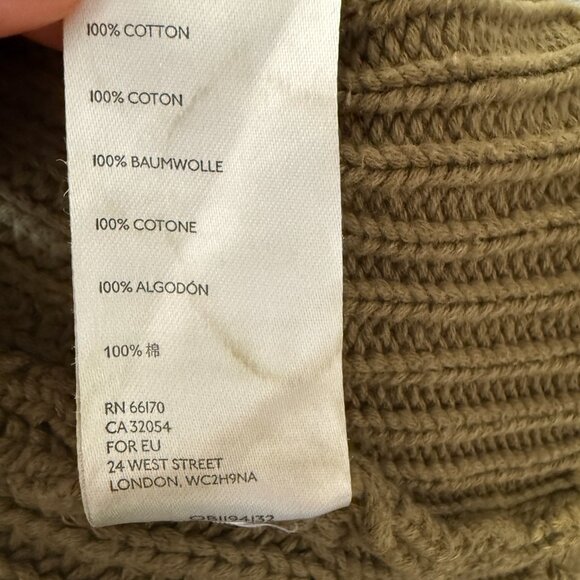 100% COTTON
100% COTON
100% BAUMWOLLE
100% COTONE
100% ALGODÓN
100% 棉
RN 66170
CA 32054
FOR EU
24 WEST STREET
LONDON, WC2H9NA